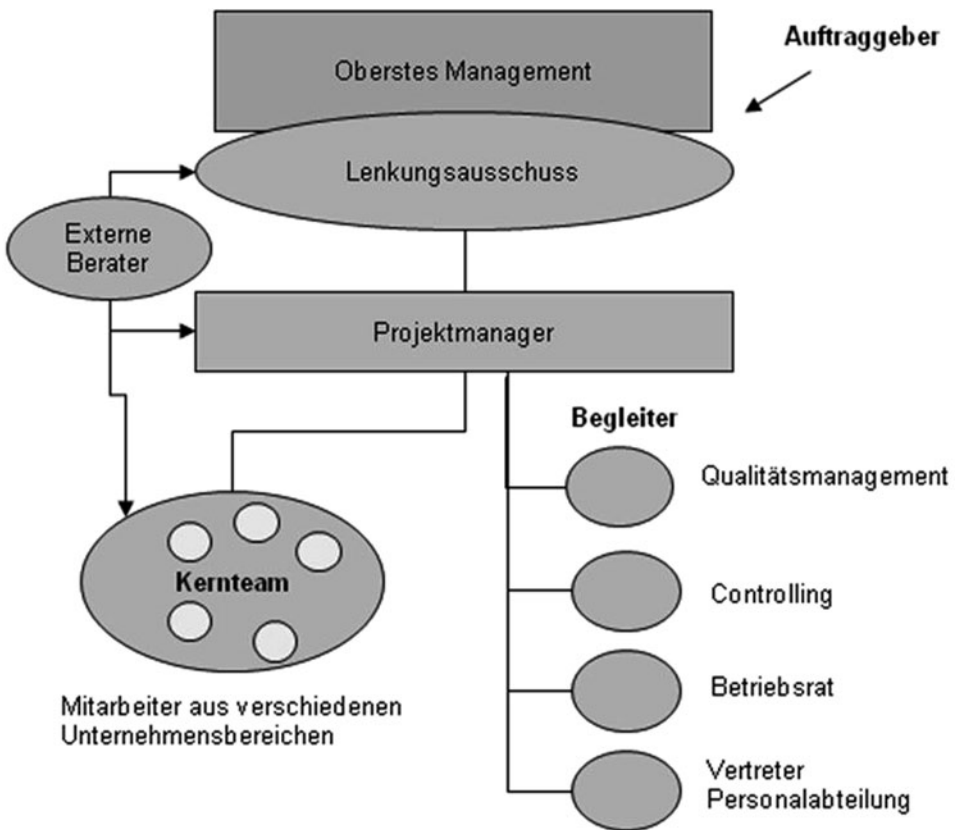 Auftraggeber
Oberstes Management
Lenkungsausschuss
Externe
Berater
Projektmanager
Begleiter
Qualitätsmanagement
Kernteam
Controlling
Mitarbeiter aus verschiedenen
Unternehmensbereichen
Betriebsrat
Vertreter
Personalabteilung